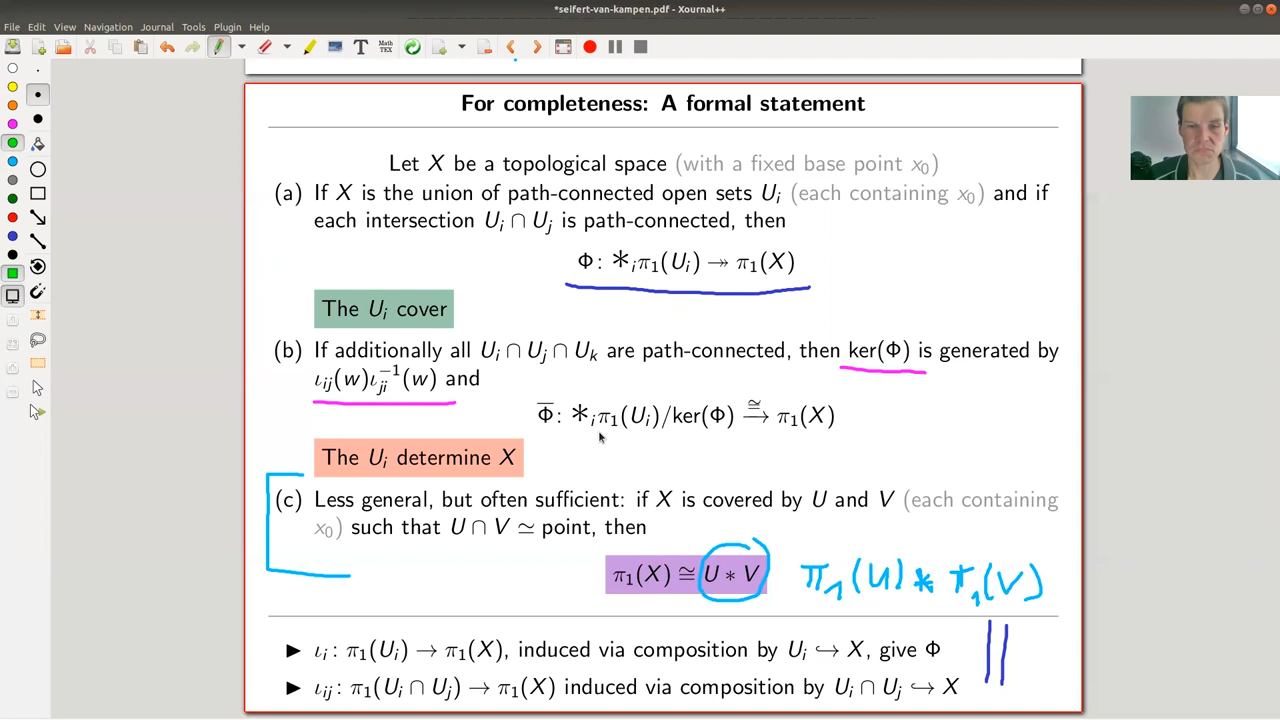 *seifert-van-kampen.pdf - Xournal++
File Edit View Navigation Journal Tools Plugin Help
T Math TEX
For completeness: A formal statement
Let X be a topological space (with a fixed base point x₀)
(a) If X is the union of path-connected open sets Uᵢ (each containing x₀) and if
each intersection Uᵢ ∩ Uⱼ is path-connected, then
Φ: ∗ᵢπ₁(Uᵢ) ↠ π₁(X)
The Uᵢ cover
(b) If additionally all Uᵢ ∩ Uⱼ ∩ Uₖ are path-connected, then ker(Φ) is generated by
ιᵢⱼ(w)ιⱼᵢ⁻¹(w) and
Φ̅: ∗ᵢπ₁(Uᵢ)/ker(Φ) ≅→ π₁(X)
The Uᵢ determine X
(c) Less general, but often sufficient: if X is covered by U and V (each containing
x₀) such that U ∩ V ≃ point, then
π₁(X) ≅ U ∗ V π₁(U) ∗ π₁(V)
► ιᵢ: π₁(Uᵢ) → π₁(X), induced via composition by Uᵢ ↪ X, give Φ
► ιᵢⱼ: π₁(Uᵢ ∩ Uⱼ) → π₁(X) induced via composition by Uᵢ ∩ Uⱼ ↪ X